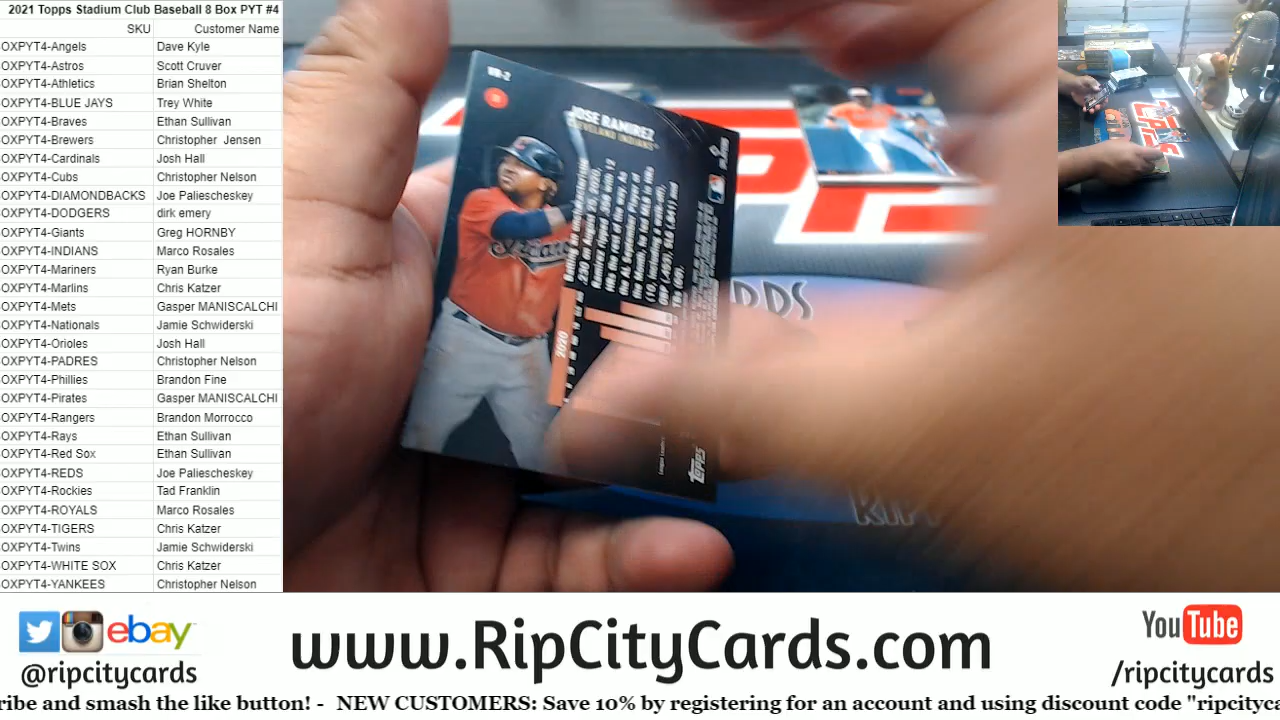 2021 Topps Stadium Club Baseball 8 Box PYT #4
SKU Customer Name
OXPYT4-Angels Dave Kyle
OXPYT4-Astros Scott Cruver
OXPYT4-Athletics Brian Shelton
OXPYT4-BLUE JAYS Trey White
OXPYT4-Braves Ethan Sullivan
OXPYT4-Brewers Christopher Jensen
OXPYT4-Cardinals Josh Hall
OXPYT4-Cubs Christopher Nelson
OXPYT4-DIAMONDBACKS Joe Paliescheskey
OXPYT4-DODGERS dirk emery
OXPYT4-Giants Greg HORNBY
OXPYT4-INDIANS Marco Rosales
OXPYT4-Mariners Ryan Burke
OXPYT4-Marlins Chris Katzer
OXPYT4-Mets Gasper MANISCALCHI
OXPYT4-Nationals Jamie Schwiderski
OXPYT4-Orioles Josh Hall
OXPYT4-PADRES Christopher Nelson
OXPYT4-Phillies Brandon Fine
OXPYT4-Pirates Gasper MANISCALCHI
OXPYT4-Rangers Brandon Morrocco
OXPYT4-Rays Ethan Sullivan
OXPYT4-Red Sox Ethan Sullivan
OXPYT4-REDS Joe Paliescheskey
OXPYT4-Rockies Tad Franklin
OXPYT4-ROYALS Marco Rosales
OXPYT4-TIGERS Chris Katzer
OXPYT4-Twins Jamie Schwiderski
OXPYT4-WHITE SOX Chris Katzer
OXPYT4-YANKEES Christopher Nelson
JOSE RAMIREZ
CLEVELAND INDIANS
2020
TOPPS
ebay
@ripcitycards
www.RipCityCards.com
YouTube
/ripcitycards
ribe and smash the like button! - NEW CUSTOMERS: Save 10% by registering for an account and using discount code "ripcityca